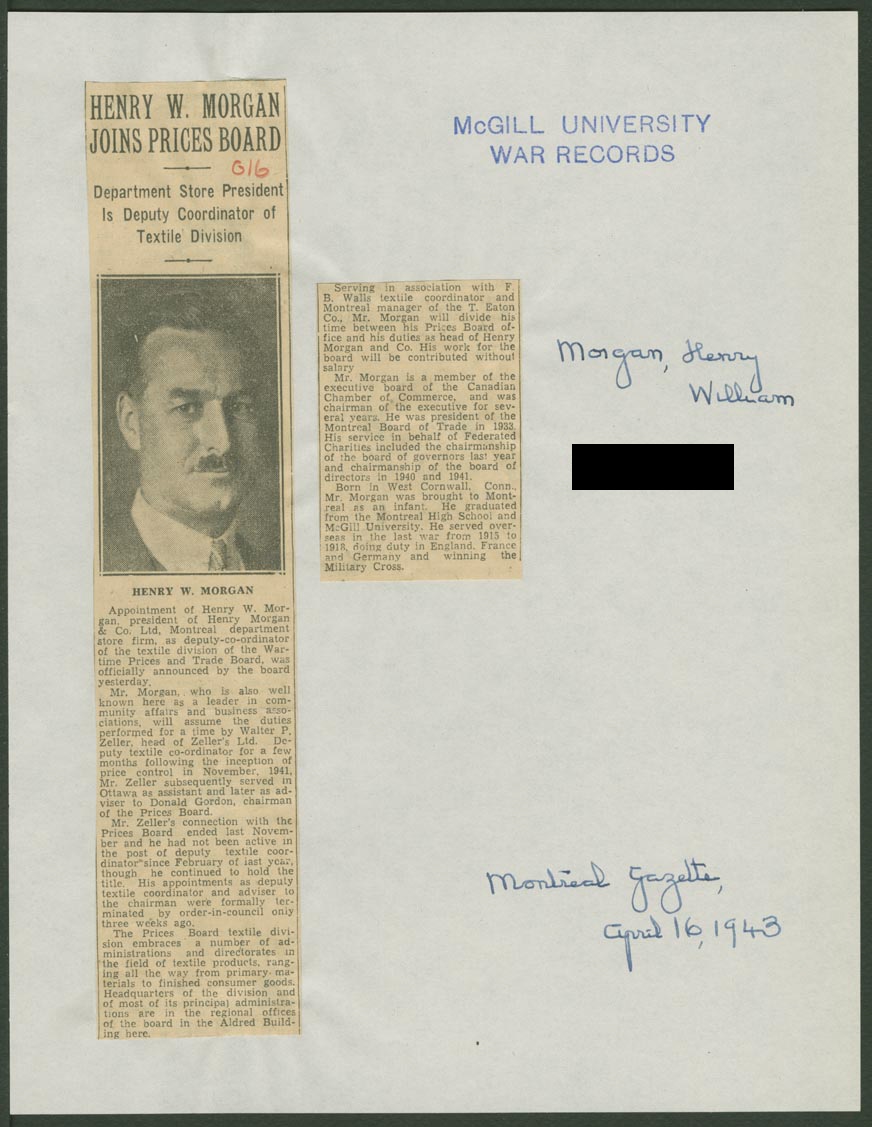 HENRY W. MORGAN
JOINS PRICES BOARD
G16
Department Store President
Is Deputy Coordinator of
Textile Division
HENRY W. MORGAN
Appointment of Henry W. Mor-
gan, president of Henry Morgan
& Co. Ltd, Montreal department
store firm, as deputy-co-ordinator
of the textile division of the War-
time Prices and Trade Board, was
officially announced by the board
yesterday.
Mr. Morgan, who is also well
known here as a leader in com-
munity affairs and business asso-
ciations, will assume the duties
performed for a time by Walter P.
Zeller, head of Zeller's Ltd. De-
puty textile co-ordinator for a few
months following the inception of
price control in November, 1941,
Mr. Zeller subsequently served in
Ottawa as assistant and later as ad-
viser to Donald Gordon, chairman
of the Prices Board.
Mr. Zeller's connection with the
Prices Board ended last Novem-
ber and he had not been active in
the post of deputy textile coor-
dinator since February of last year,
though he continued to hold the
title. His appointments as deputy
textile coordinator and adviser to
the chairman were formally ter-
minated by order-in-council only
three weeks ago.
The Prices Board textile divi-
sion embraces a number of ad-
ministrations and directorates in
the field of textile products, rang-
ing all the way from primary ma-
terials to finished consumer goods.
Headquarters of the division and
of most of its principal administra-
tions are in the regional offices
of the board in the Aldred Build-
ing here.
Serving in association with F.
B. Walls textile coordinator and
Montreal manager of the T. Eaton
Co., Mr. Morgan will divide his
time between his Prices Board of-
fice and his duties as head of Henry
Morgan and Co. His work for the
board will be contributed without
salary
Mr. Morgan is a member of the
executive board of the Canadian
Chamber of Commerce, and was
chairman of the executive for sev-
eral years. He was president of the
Montreal Board of Trade in 1933.
His service in behalf of Federated
Charities included the chairmanship
of the board of governors last year
and chairmanship of the board of
directors in 1940 and 1941.
Born in West Cornwall, Conn.,
Mr. Morgan was brought to Mont-
real as an infant. He graduated
from the Montreal High School and
McGill University. He served over-
seas in the last war from 1915 to
1918, doing duty in England, France
and Germany and winning the
Military Cross.
McGILL UNIVERSITY
WAR RECORDS
Morgan, Henry
William
Montreal Gazette,
April 16, 1943